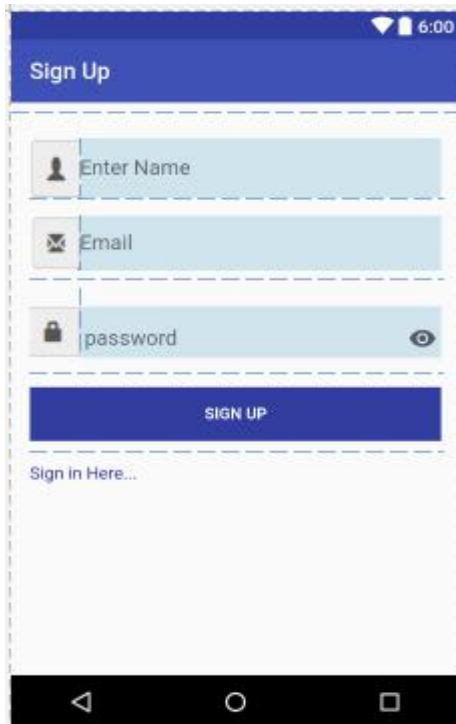 6:00
Sign Up
Enter Name
Email
password
SIGN UP
Sign in Here...